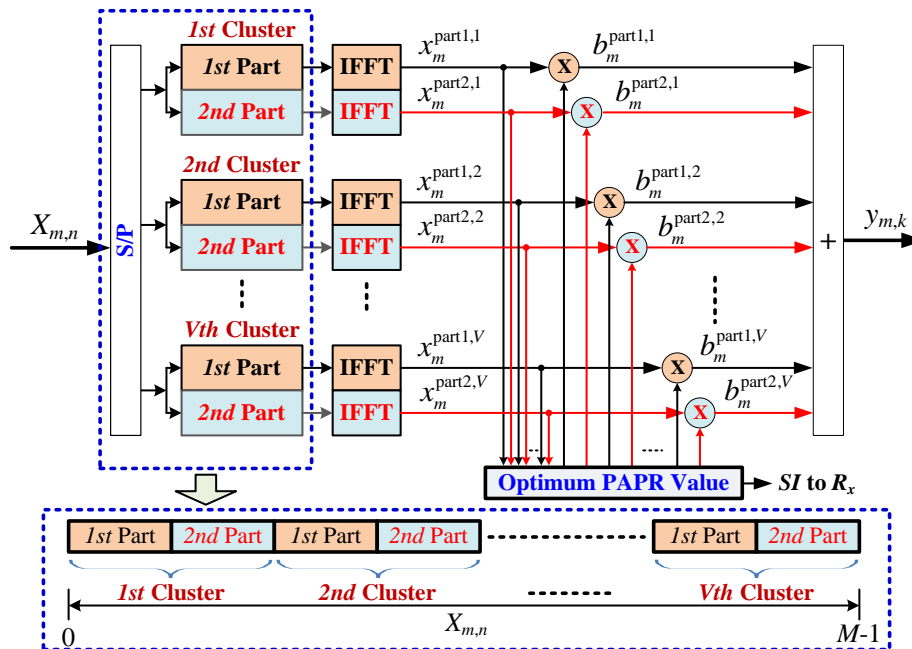 1st Cluster
1st Part
IFFT
x_m^{part1,1}
X
b_m^{part1,1}
2nd Part
IFFT
x_m^{part2,1}
X
b_m^{part2,1}
2nd Cluster
1st Part
IFFT
x_m^{part1,2}
X
b_m^{part1,2}
X_{m,n}
S/P
2nd Part
IFFT
x_m^{part2,2}
X
b_m^{part2,2}
+
y_{m,k}
Vth Cluster
1st Part
IFFT
x_m^{part1,V}
X
b_m^{part1,V}
2nd Part
IFFT
x_m^{part2,V}
X
b_m^{part2,V}
Optimum PAPR Value
SI to R_x
1st Part 2nd Part 1st Part 2nd Part 1st Part 2nd Part
1st Cluster 2nd Cluster Vth Cluster
X_{m,n}
0 M-1